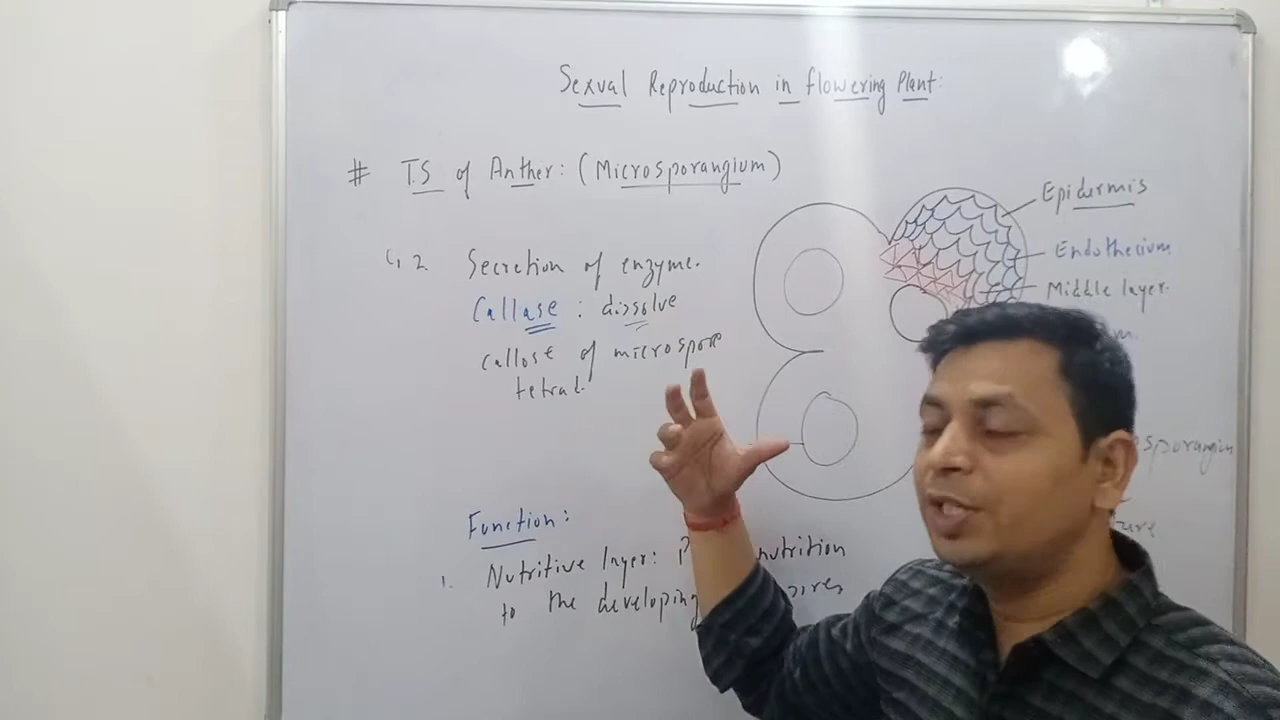 Sexual Reproduction in flowering Plant:
# T.S of Anther: (Microsporangium)
Epidermis
Endothecium
Middle layer.
2. Secretion of enzyme.
Callase : dissolve
callose of microspore
tetrad.
Function:
1. Nutritive layer: nutrition
to the developing